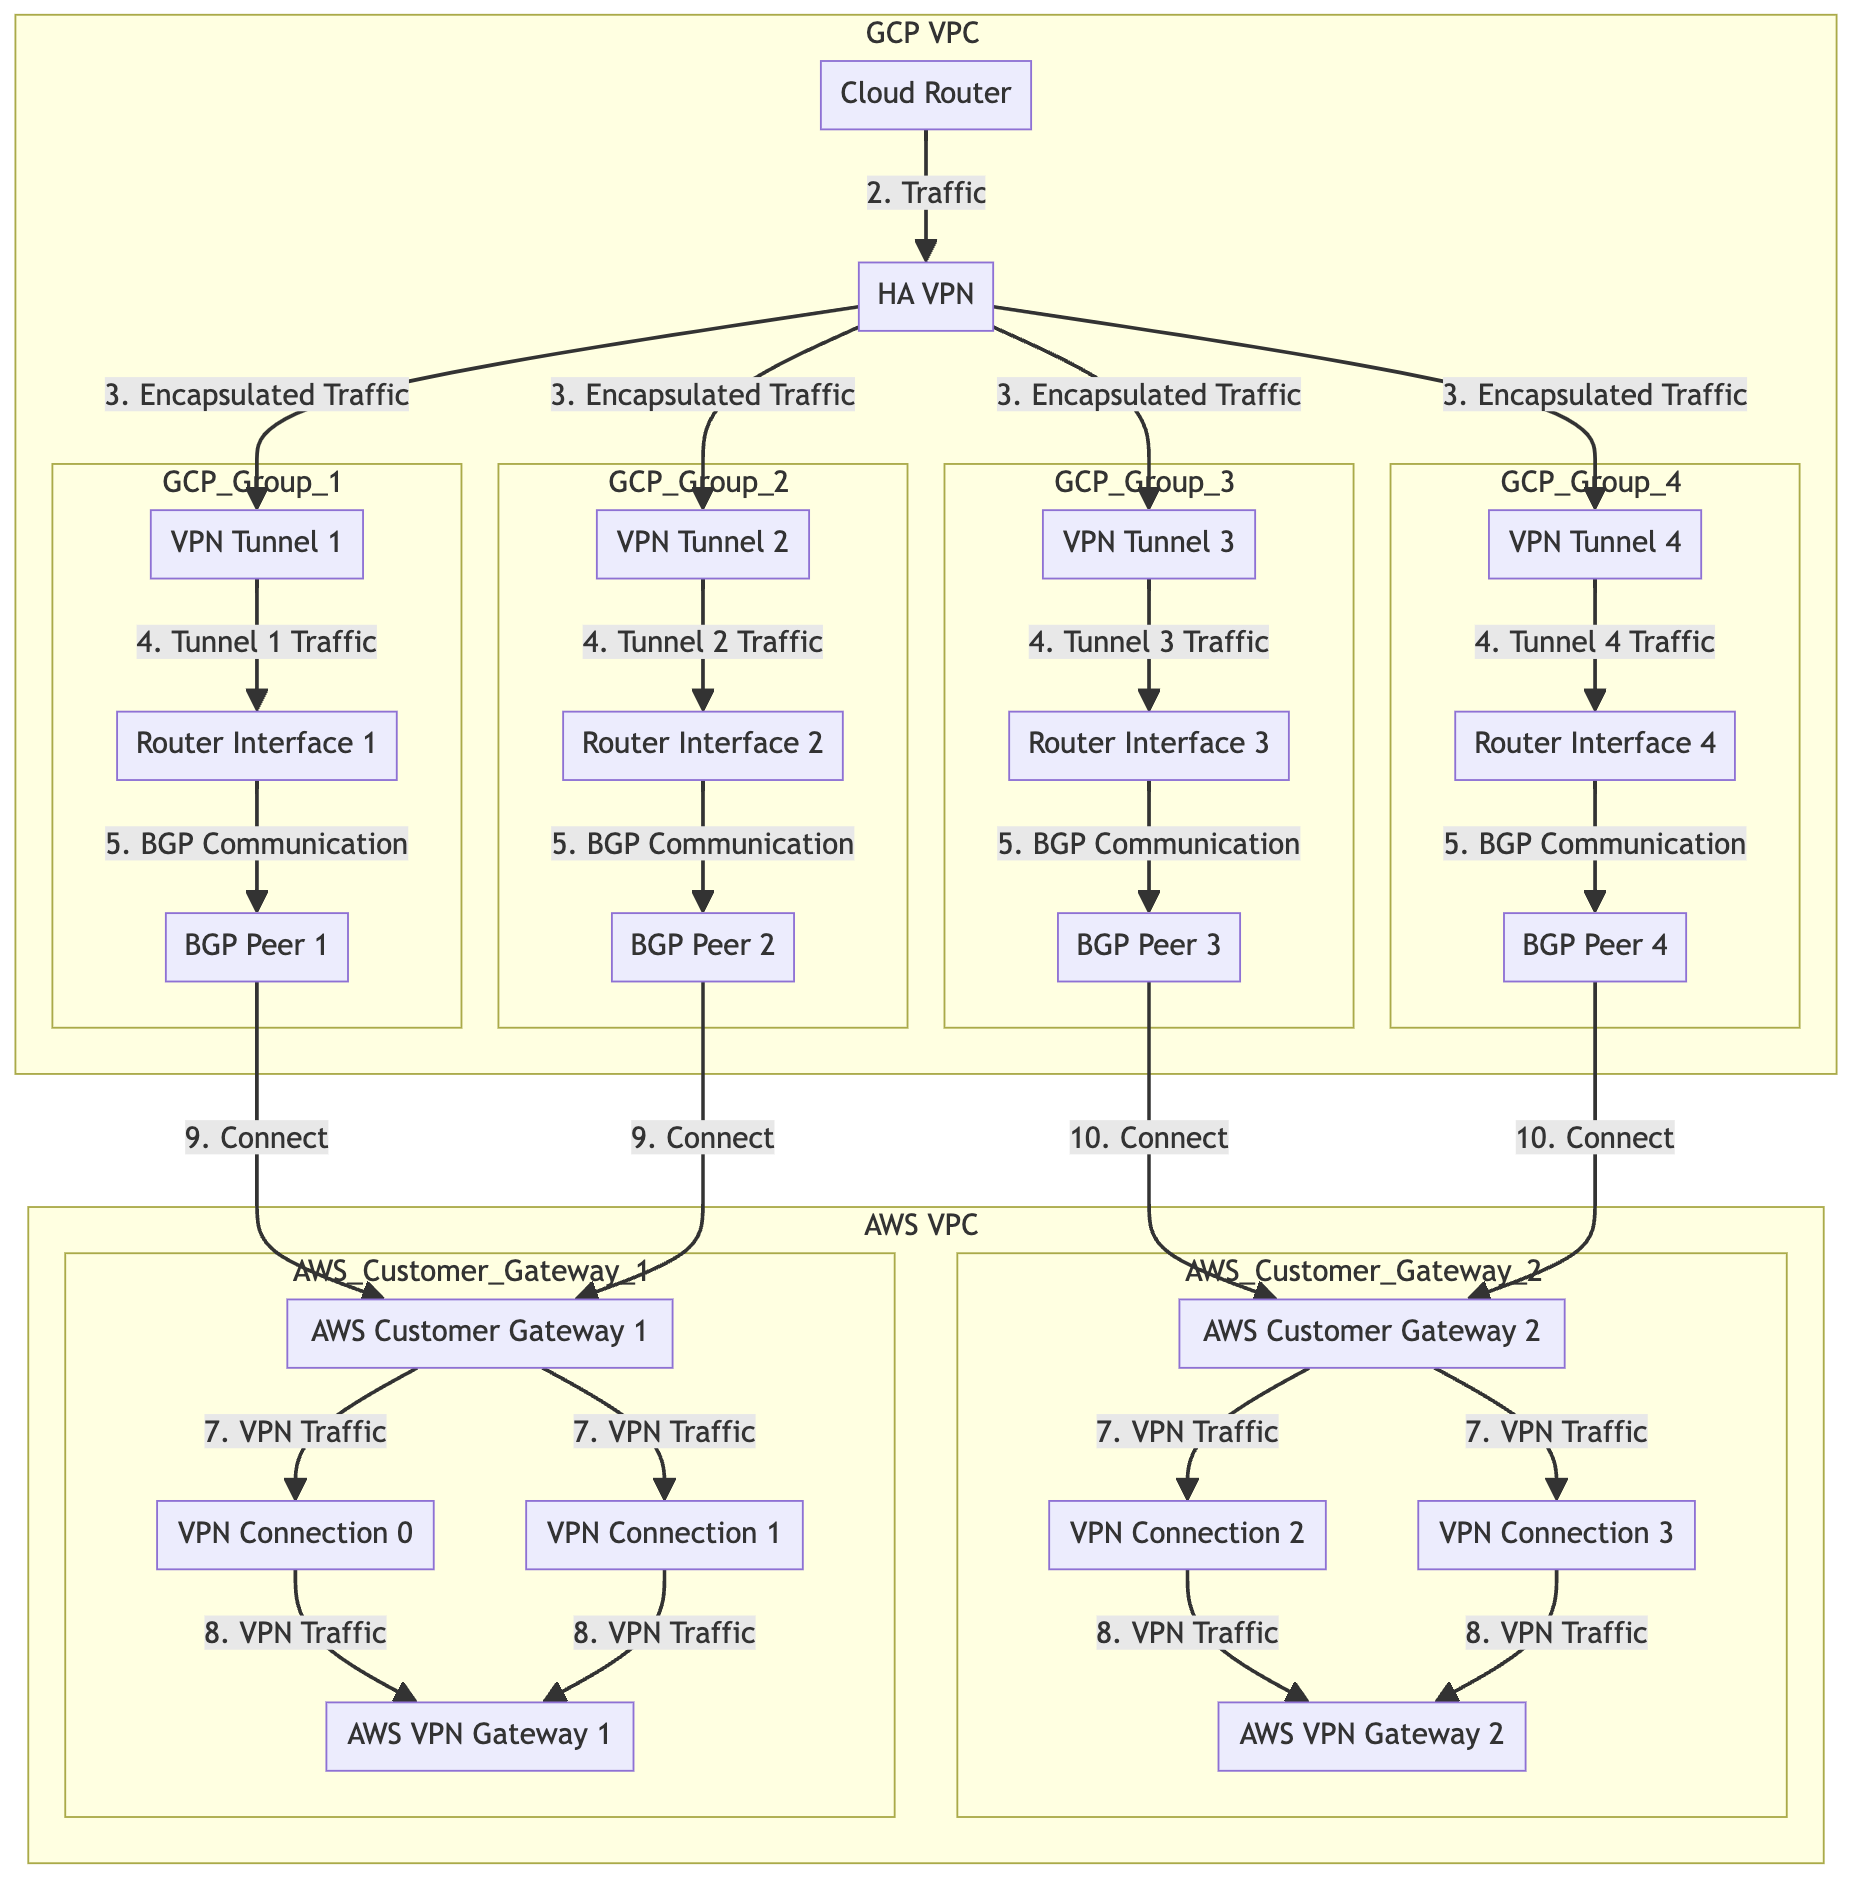 GCP VPC
Cloud Router
2. Traffic
HA VPN
3. Encapsulated Traffic
3. Encapsulated Traffic
3. Encapsulated Traffic
3. Encapsulated Traffic
GCP_Group_1
GCP_Group_2
GCP_Group_3
GCP_Group_4
VPN Tunnel 1
VPN Tunnel 2
VPN Tunnel 3
VPN Tunnel 4
4. Tunnel 1 Traffic
4. Tunnel 2 Traffic
4. Tunnel 3 Traffic
4. Tunnel 4 Traffic
Router Interface 1
Router Interface 2
Router Interface 3
Router Interface 4
5. BGP Communication
5. BGP Communication
5. BGP Communication
5. BGP Communication
BGP Peer 1
BGP Peer 2
BGP Peer 3
BGP Peer 4
9. Connect
9. Connect
10. Connect
10. Connect
AWS VPC
AWS_Customer_Gateway_1
AWS_Customer_Gateway_2
AWS Customer Gateway 1
AWS Customer Gateway 2
7. VPN Traffic
7. VPN Traffic
7. VPN Traffic
7. VPN Traffic
VPN Connection 0
VPN Connection 1
VPN Connection 2
VPN Connection 3
8. VPN Traffic
8. VPN Traffic
8. VPN Traffic
8. VPN Traffic
AWS VPN Gateway 1
AWS VPN Gateway 2